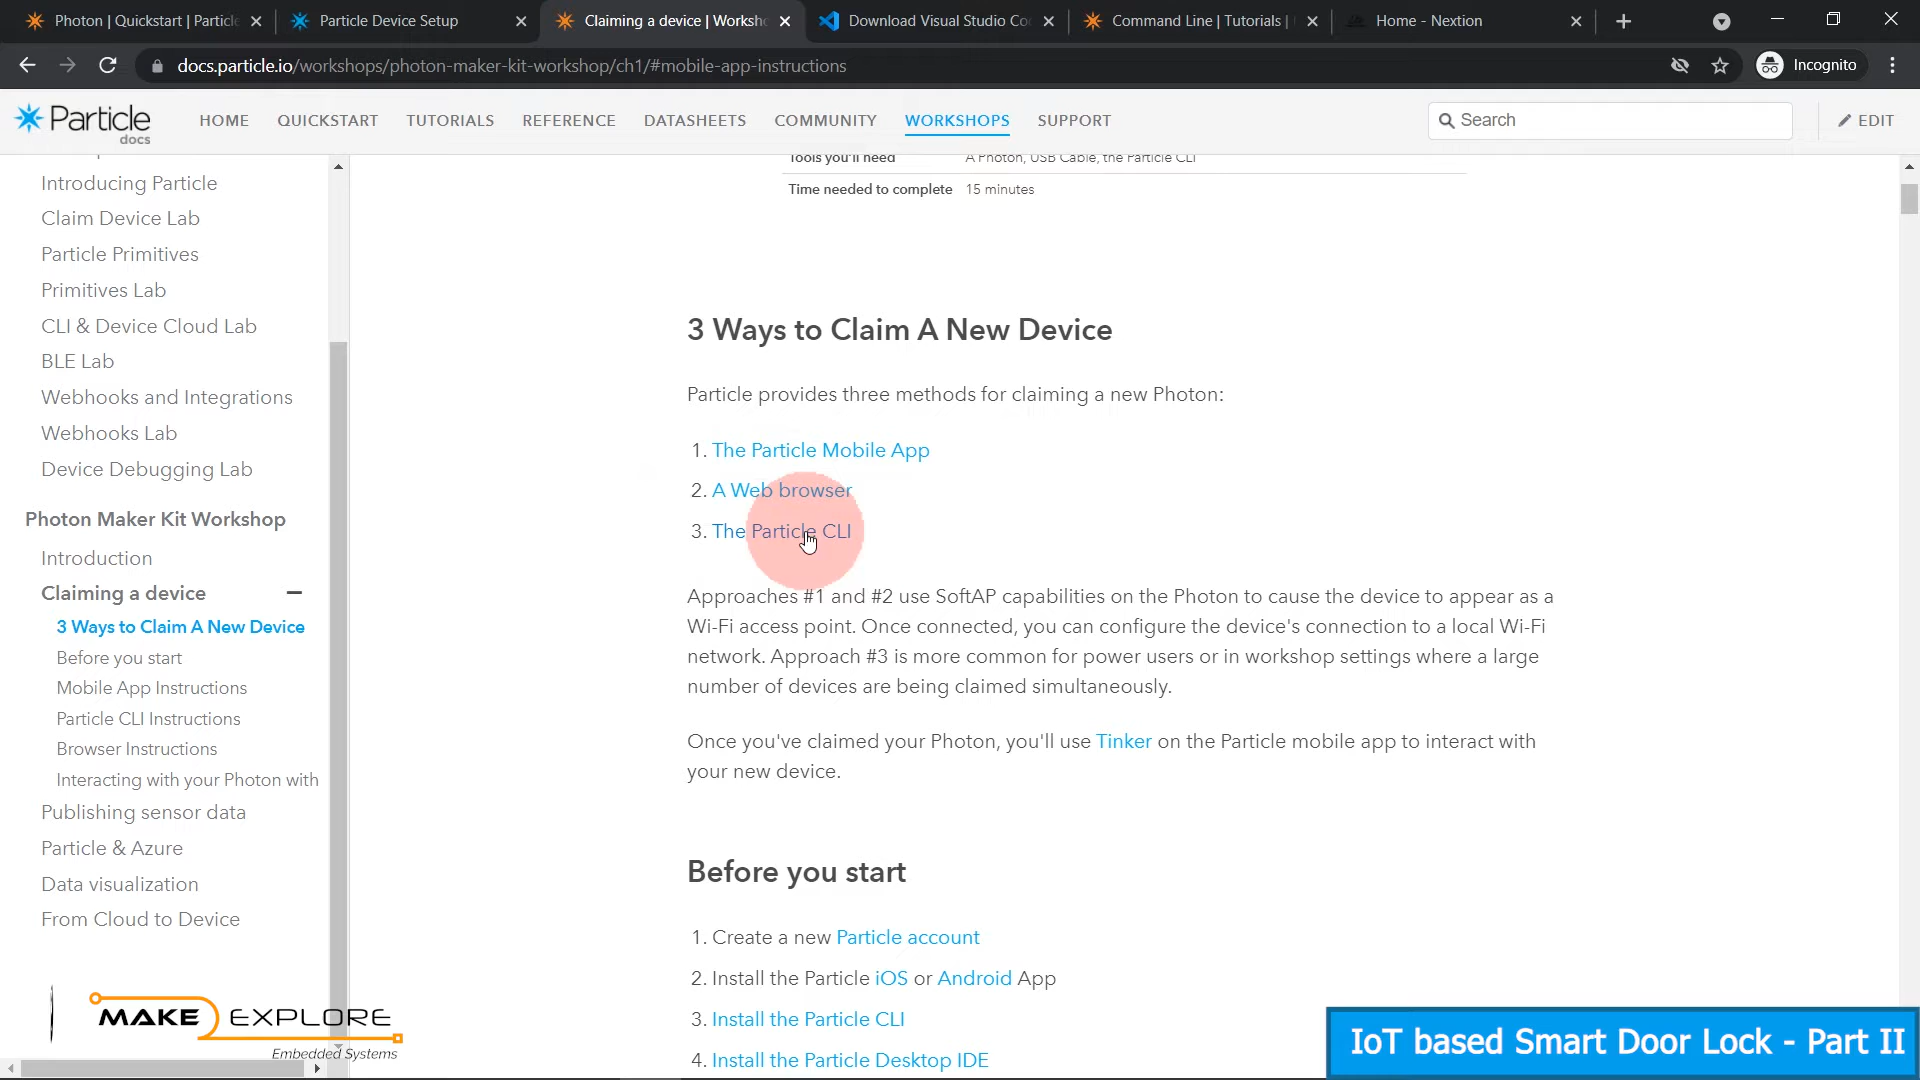 Photon | Quickstart | Particle
Particle Device Setup
Claiming a device | Worksho
Download Visual Studio Co
Command Line | Tutorials |
Home - Nextion
docs.particle.io/workshops/photon-maker-kit-workshop/ch1/#mobile-app-instructions
Incognito
Particle
docs
HOME
QUICKSTART
TUTORIALS
REFERENCE
DATASHEETS
COMMUNITY
WORKSHOPS
SUPPORT
Search
EDIT
Introducing Particle
Claim Device Lab
Particle Primitives
Primitives Lab
CLI & Device Cloud Lab
BLE Lab
Webhooks and Integrations
Webhooks Lab
Device Debugging Lab
Photon Maker Kit Workshop
Introduction
Claiming a device
3 Ways to Claim A New Device
Before you start
Mobile App Instructions
Particle CLI Instructions
Browser Instructions
Interacting with your Photon with
Publishing sensor data
Particle & Azure
Data visualization
From Cloud to Device
MAKE EXPLORE
Embedded Systems
Tools you'll need A Photon, USB Cable, the Particle CLI
Time needed to complete 15 minutes
3 Ways to Claim A New Device
Particle provides three methods for claiming a new Photon:
1. The Particle Mobile App
2. A Web browser
3. The Particle CLI
Approaches #1 and #2 use SoftAP capabilities on the Photon to cause the device to appear as a
Wi-Fi access point. Once connected, you can configure the device's connection to a local Wi-Fi
network. Approach #3 is more common for power users or in workshop settings where a large
number of devices are being claimed simultaneously.
Once you've claimed your Photon, you'll use Tinker on the Particle mobile app to interact with
your new device.
Before you start
1. Create a new Particle account
2. Install the Particle iOS or Android App
3. Install the Particle CLI
4. Install the Particle Desktop IDE
IoT based Smart Door Lock - Part II